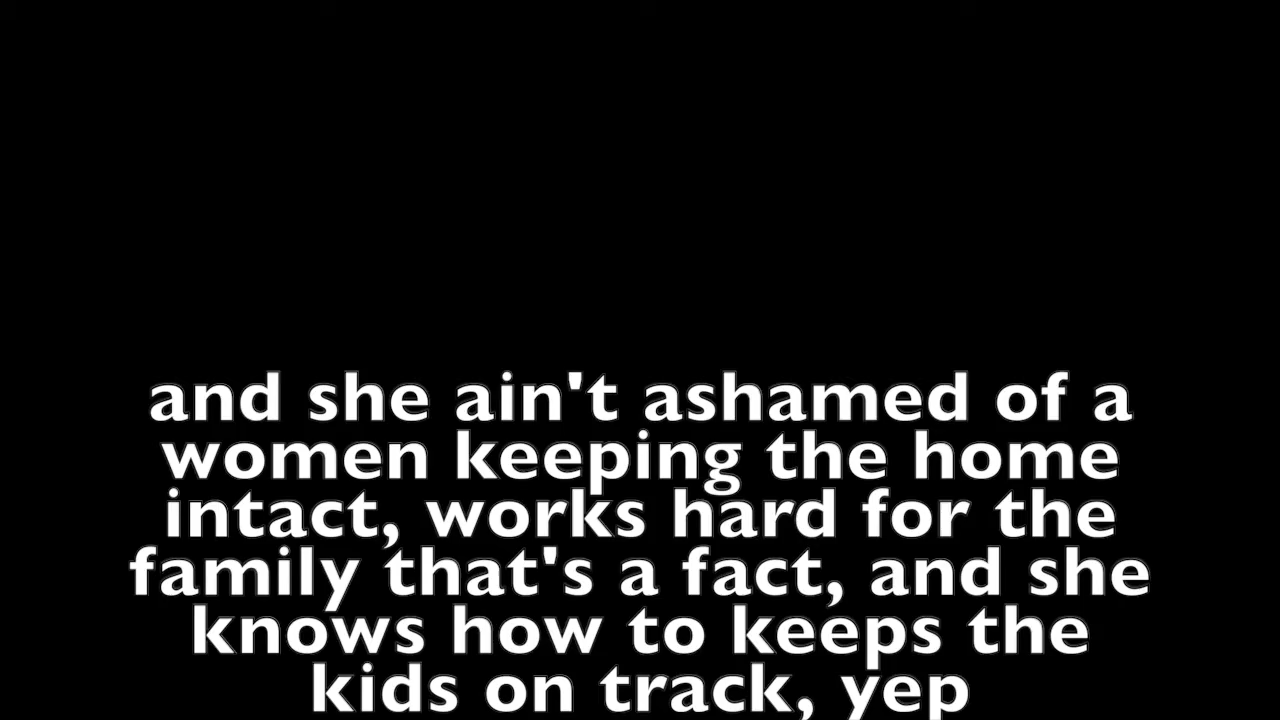 and she ain't ashamed of a
women keeping the home
intact, works hard for the
family that's a fact, and she
knows how to keeps the
kids on track, yep